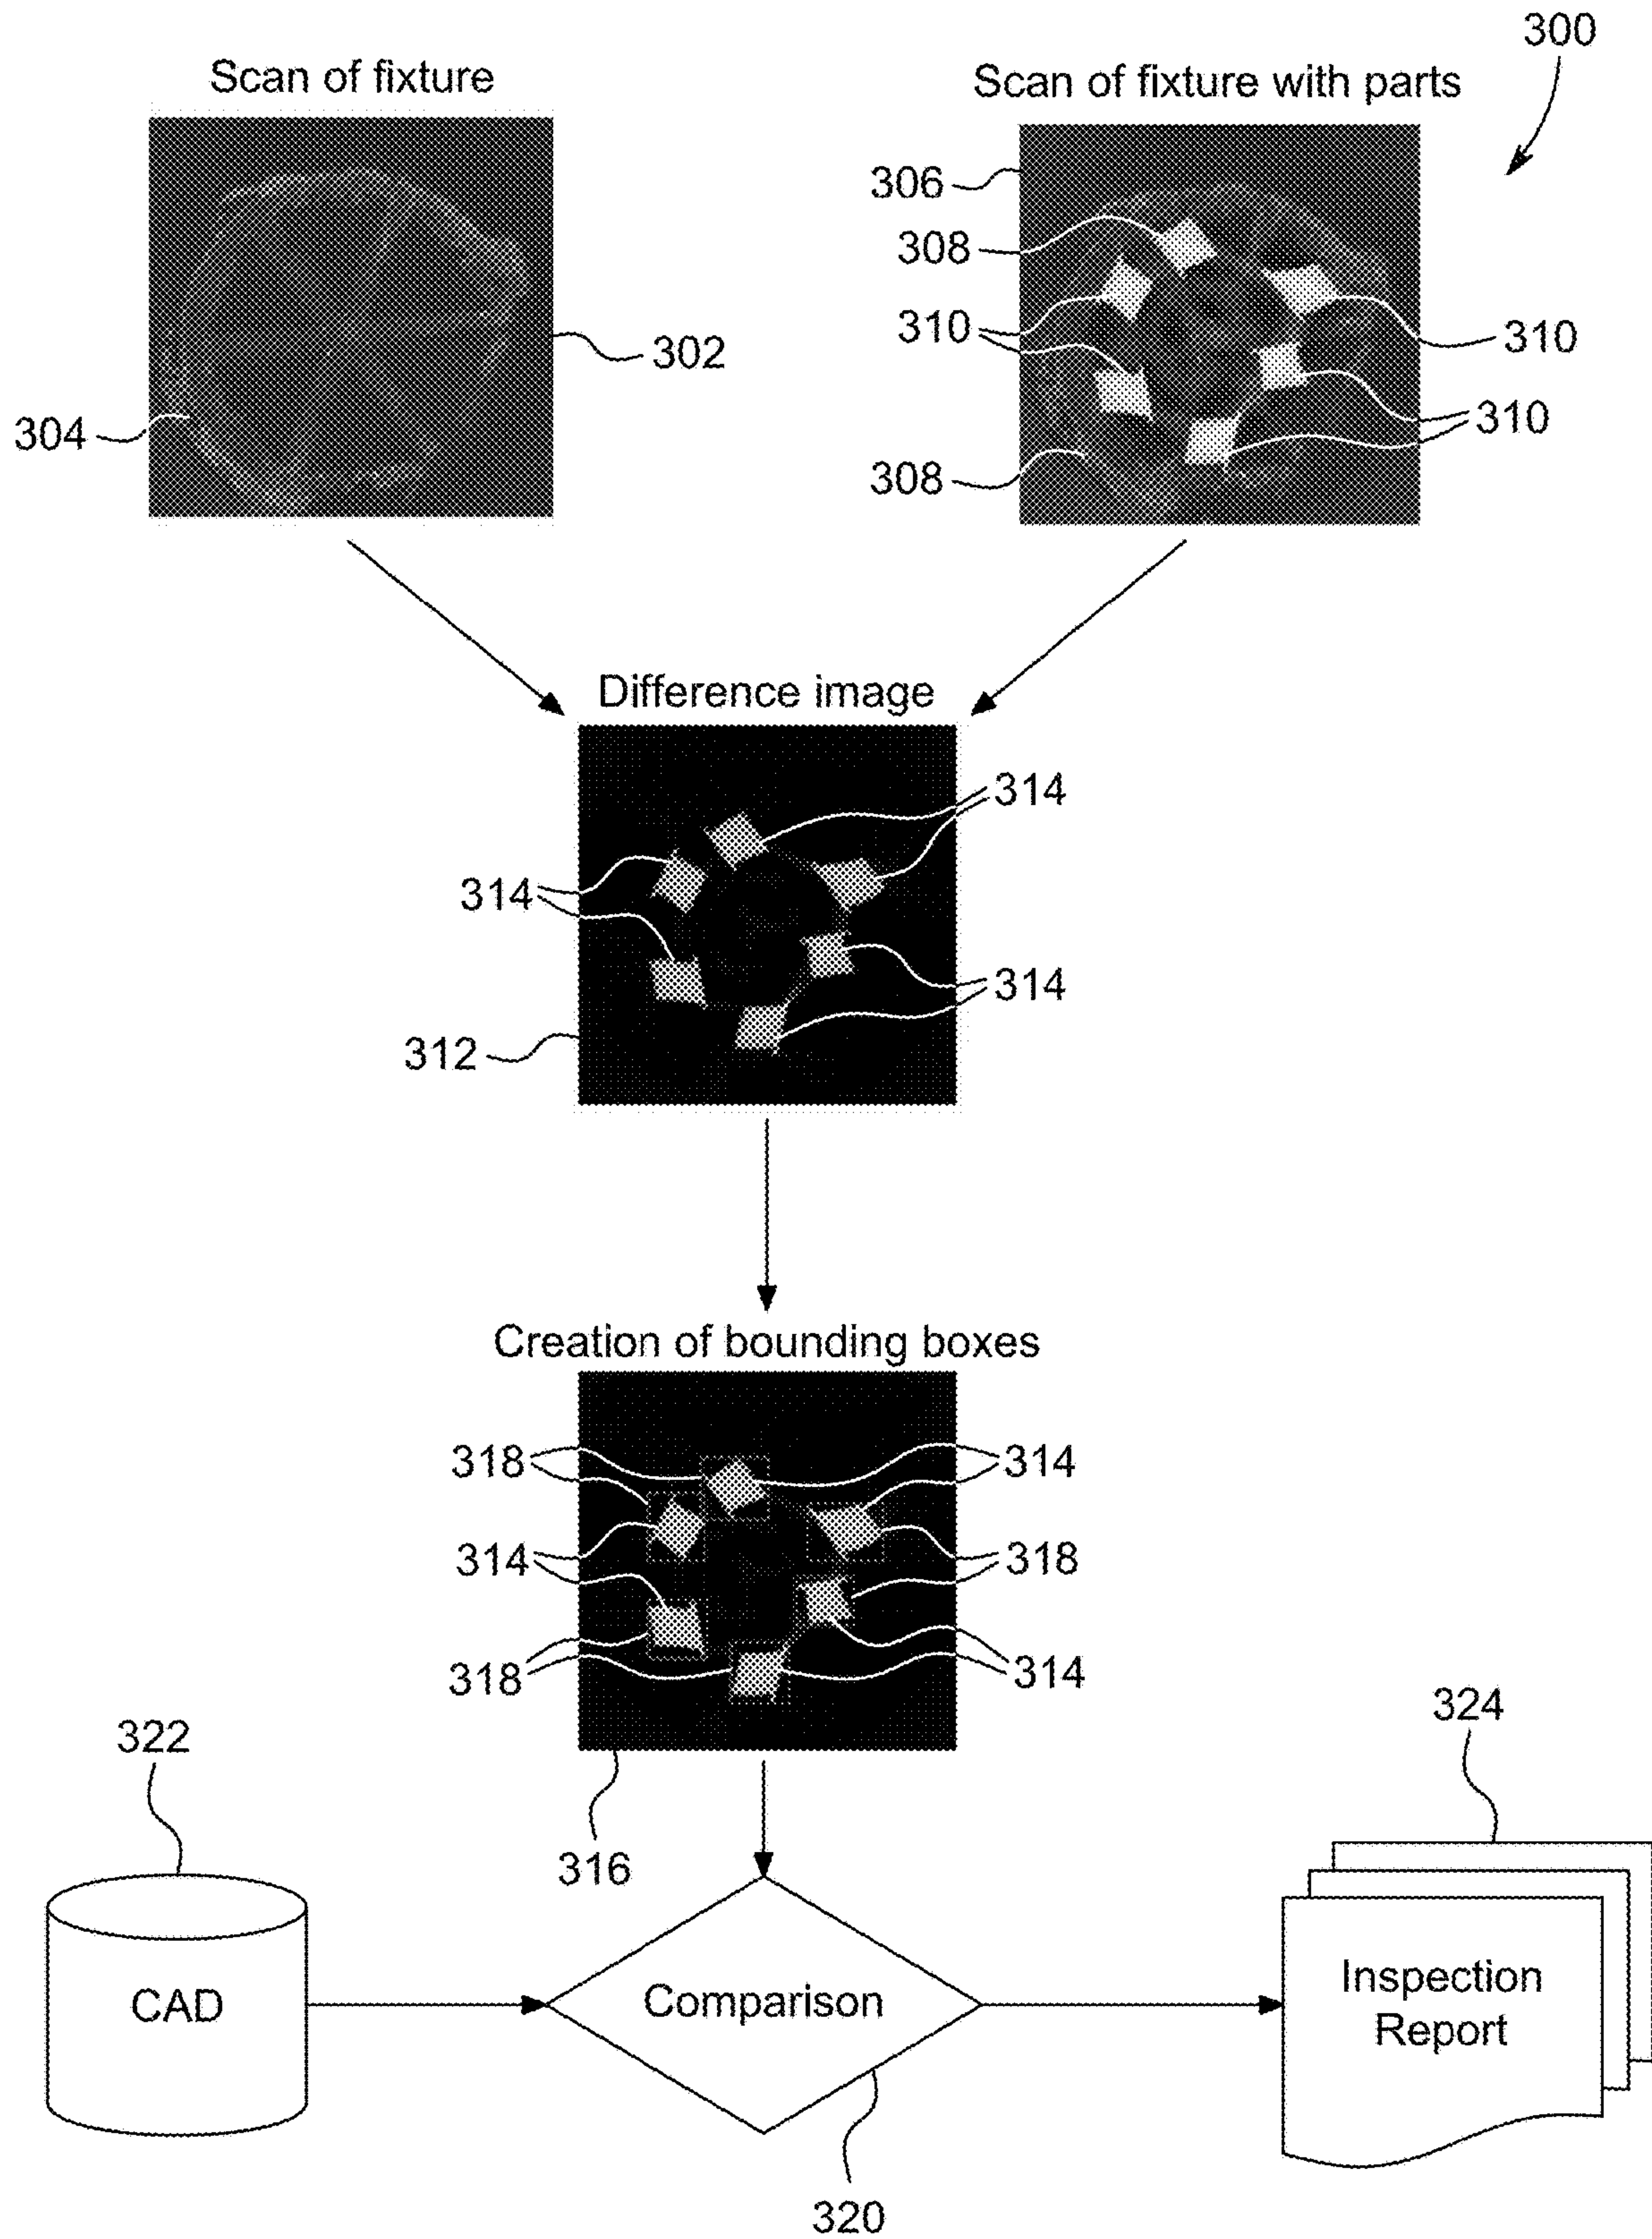 300
Scan of fixture
Scan of fixture with parts
306
308
310
310
302
304
310
308
Difference image
314
314
314
312
Creation of bounding boxes
318
314
314
318
318
314
322
324
316
CAD
Comparison
Inspection
Report
320